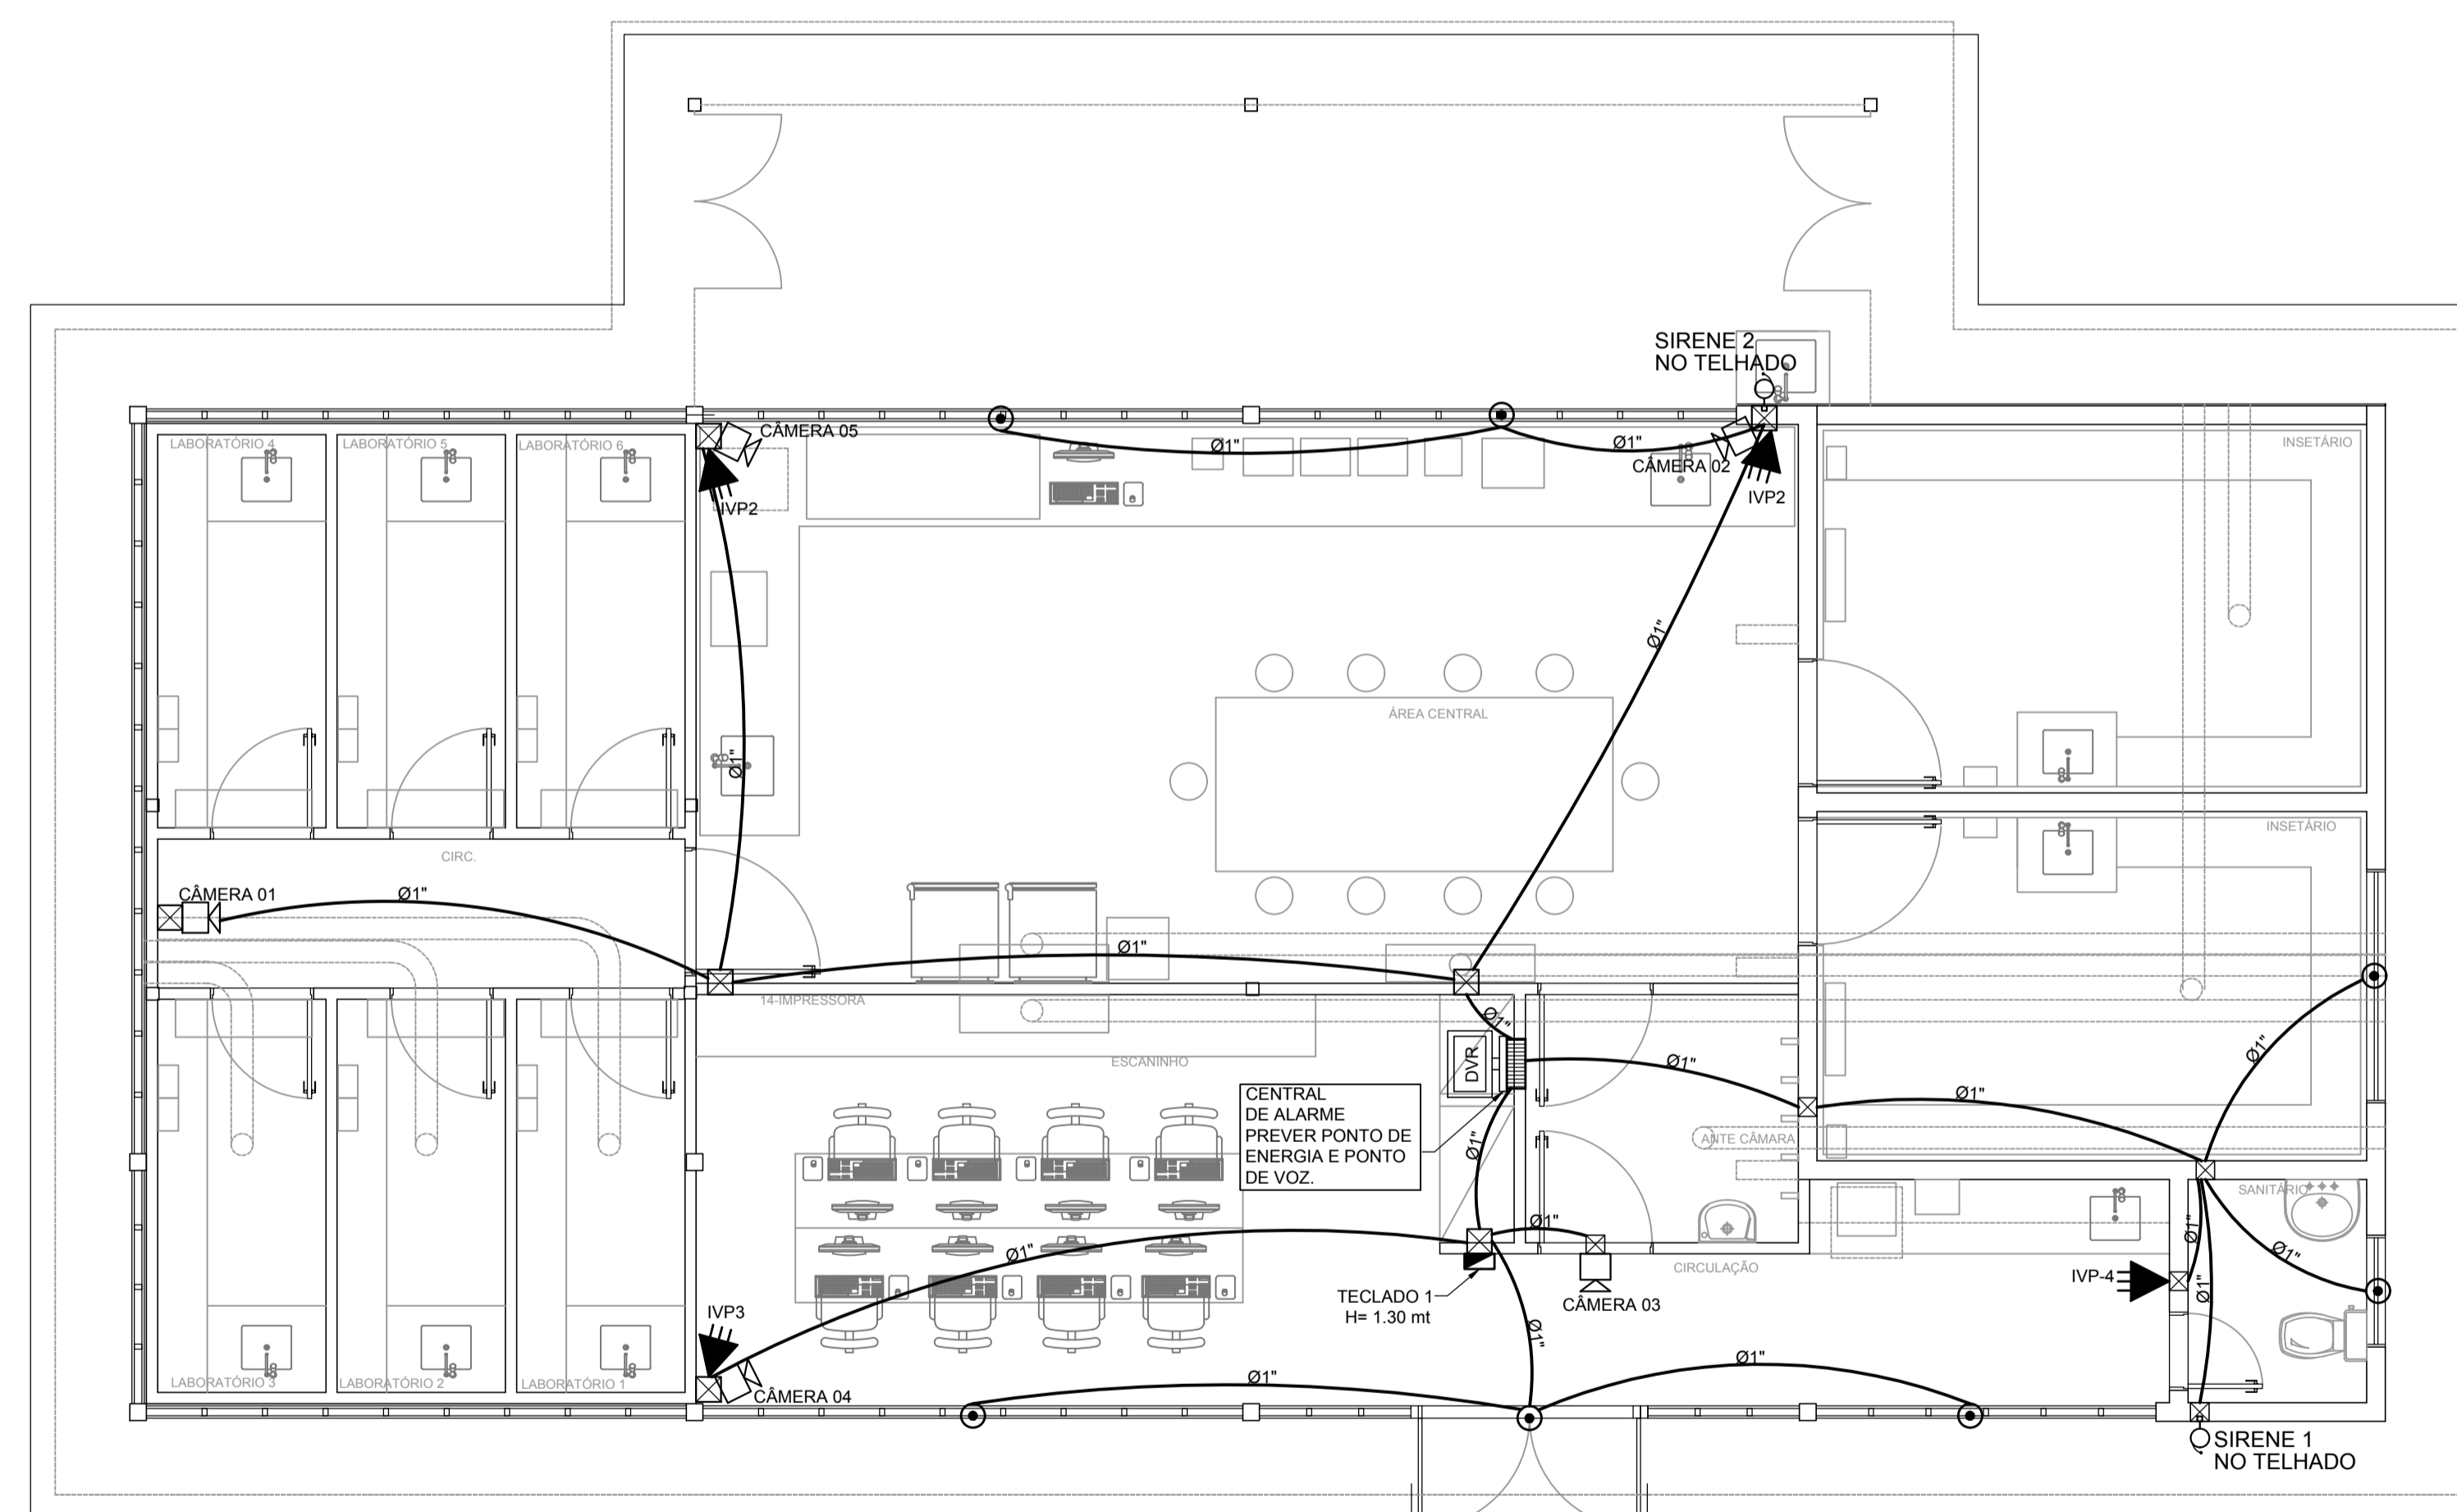 SIRENE 2
NO TELHADO
CÂMERA 05
Ø1"
Ø1"
CÂMERA 02
LABORATÓRIO 4
LABORATÓRIO 5
LABORATÓRIO 6
INSETÁRIO
IVP2
IVP2
Ø1"
ÁREA CENTRAL
Ø1"
INSETÁRIO
CIRC.
CÂMERA 01
Ø1"
Ø1"
14-IMPRESSORA
Ø1"
ESCANINHO
DVR
Ø1"
Ø1"
Ø1"
CENTRAL
DE ALARME
PREVER PONTO DE
ENERGIA E PONTO
DE VOZ.
Ø1"
ANTE CÂMARA
SANITÁRIO
Ø1"
Ø1"
Ø1"
Ø1"
CIRCULAÇÃO
IVP-4
Ø1"
TECLADO 1
H= 1.30 mt
CÂMERA 03
IVP3
Ø1"
Ø1"
Ø1"
LABORATÓRIO 3
LABORATÓRIO 2
LABORATÓRIO 1
CÂMERA 04
SIRENE 1
NO TELHADO